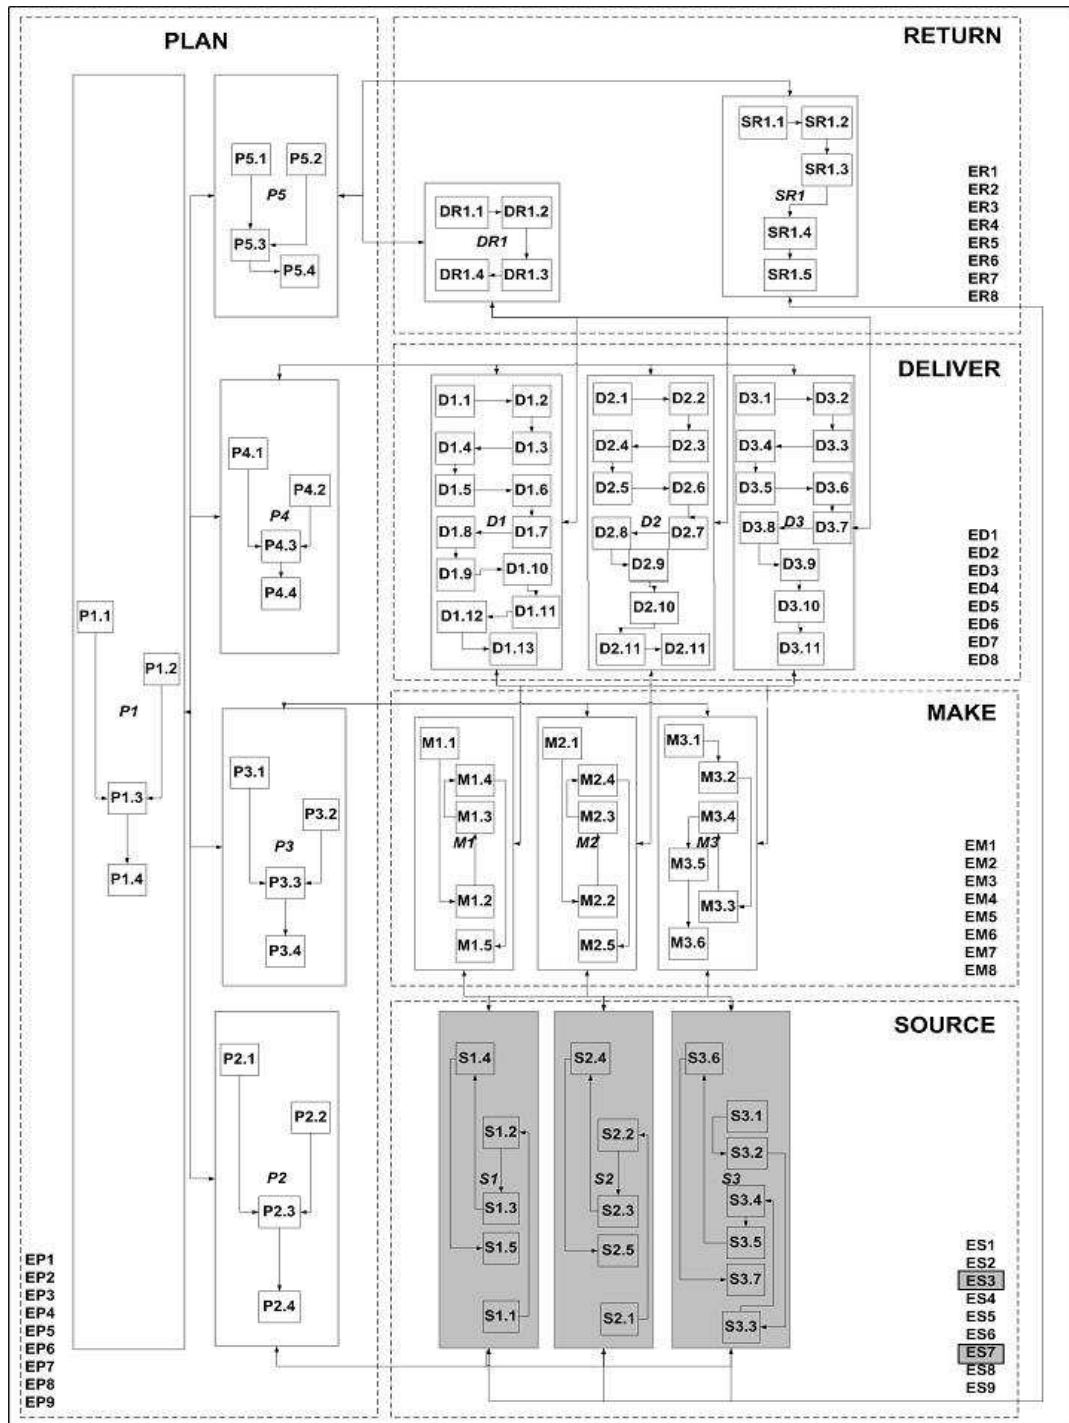 PLAN
P1.1
P1.2
P1
P1.3
P1.4
P5.1 P5.2
P5
P5.3
P5.4
P4.1
P4.2
P4
P4.3
P4.4
P3.1
P3.2
P3
P3.3
P3.4
P2.1
P2.2
P2
P2.3
P2.4
EP1
EP2
EP3
EP4
EP5
EP6
EP7
EP8
EP9
RETURN
DR1.1 DR1.2
DR1
DR1.4 DR1.3
SR1.1 SR1.2
SR1.3
SR1
SR1.4
SR1.5
ER1
ER2
ER3
ER4
ER5
ER6
ER7
ER8
DELIVER
D1.1 D1.2
D1.4 D1.3
D1.5 D1.6
D1
D1.8 D1.7
D1.9 D1.10
D1.12 D1.11
D1.13
D2.1 D2.2
D2.4 D2.3
D2.5 D2.6
D2
D2.8 D2.7
D2.9
D2.10
D2.11 D2.11
D3.1 D3.2
D3.4 D3.3
D3.5 D3.6
D3
D3.8 D3.7
D3.9
D3.10
D3.11
ED1
ED2
ED3
ED4
ED5
ED6
ED7
ED8
MAKE
M1.1
M1.4
M1.3
M1
M1.2
M1.5
M2.1
M2.4
M2.3
M2
M2.2
M2.5
M3.1
M3.2
M3.4
M3
M3.5
M3.3
M3.6
EM1
EM2
EM3
EM4
EM5
EM6
EM7
EM8
SOURCE
S1.4
S1.2
S1
S1.3
S1.5
S1.1
S2.4
S2.2
S2
S2.3
S2.5
S2.1
S3.6
S3.1
S3.2
S3
S3.4
S3.5
S3.7
S3.3
ES1
ES2
ES3
ES4
ES5
ES6
ES7
ES8
ES9